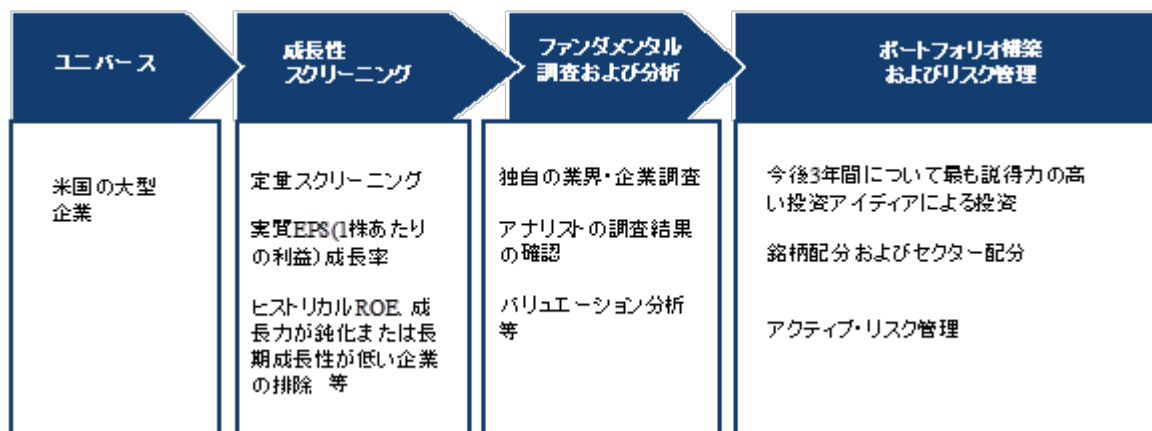 ユニバース
成長性
スクリーニング
ファンダメンタル
調査および分析
ポートフォリオ構築
およびリスク管理
米国の大型
企業
定量スクリーニング
実質EPS(1株あたり
の利益)成長率
ヒストリカルROE、成
長力が鈍化または長
期成長性が低い企業
の排除 等
独自の業界・企業調査
アナリストの調査結果
の確認
バリュエーション分析
等
今後3年間について最も説得力の高
い投資アイディアによる投資
銘柄配分およびセクター配分
アクティブ・リスク管理